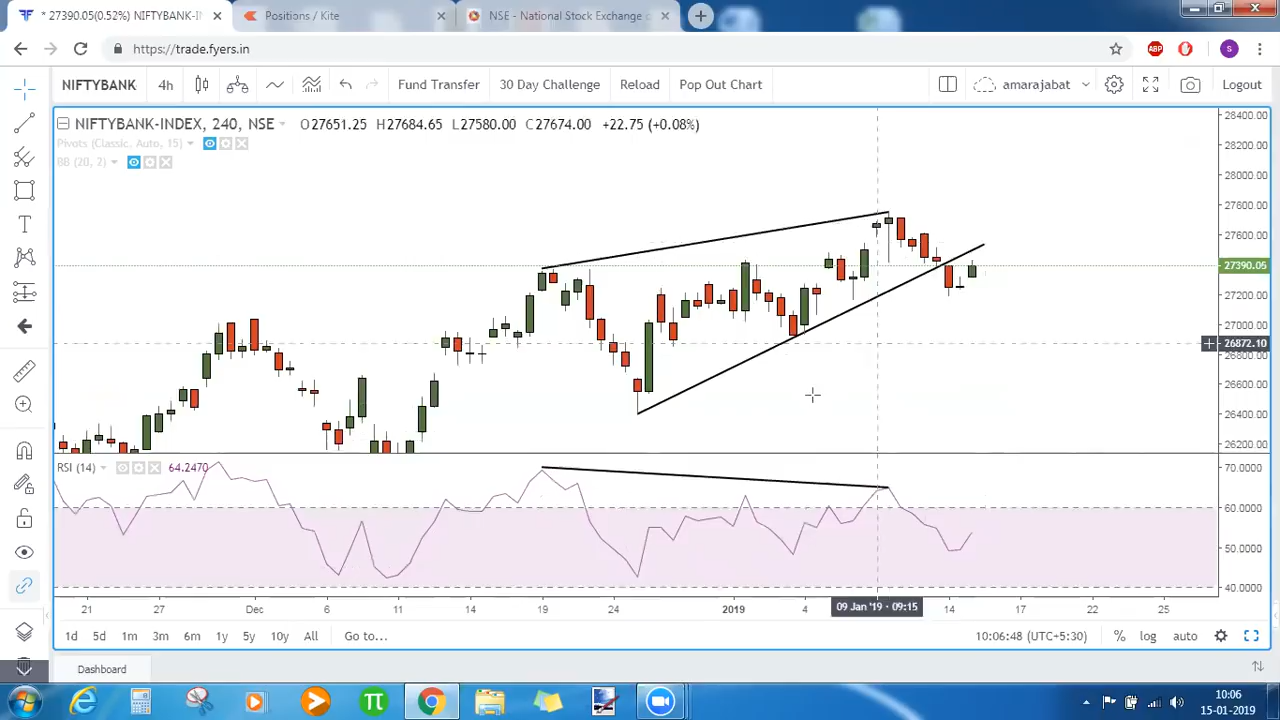 * 27390.05(0.52%) NIFTYBANK-IND
Positions / Kite
NSE - National Stock Exchange o
https://trade.fyers.in
ABP
S
NIFTYBANK 4h Fund Transfer 30 Day Challenge Reload Pop Out Chart amarajabat Logout
NIFTYBANK-INDEX, 240, NSE O27651.25 H27684.65 L27580.00 C27674.00 +22.75 (+0.08%)
Pivots (Classic, Auto, 15)
BB (20, 2)
28400.00
28200.00
28000.00
27800.00
27600.00
27400.00
27390.05
27200.00
27000.00
26872.10
26800.00
26600.00
26400.00
26200.00
RSI (14) 64.2470
70.0000
60.0000
50.0000
40.0000
21 27 Dec 6 11 14 19 24 2019 4 09 Jan '19 - 09:15 14 17 22 25
1d 5d 1m 3m 6m 1y 5y 10y All Go to... 10:06:48 (UTC+5:30) % log auto
Dashboard
10:06
15-01-2019